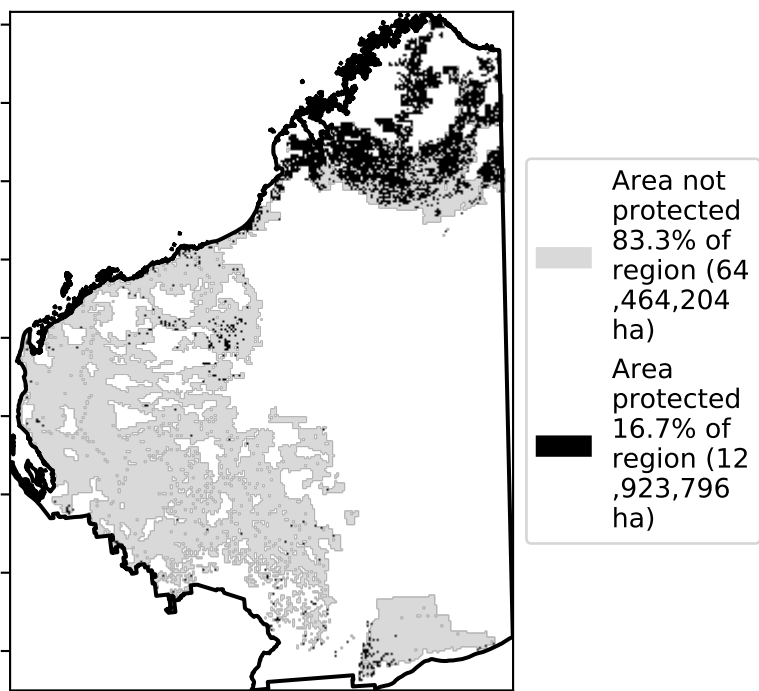 Area not
protected
83.3% of
region (64
,464,204
ha)
Area
protected
16.7% of
region (12
,923,796
ha)